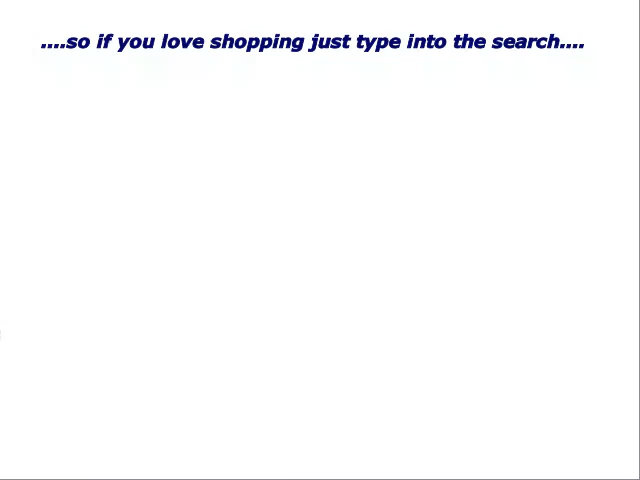 ....so if you love shopping just type into the search....